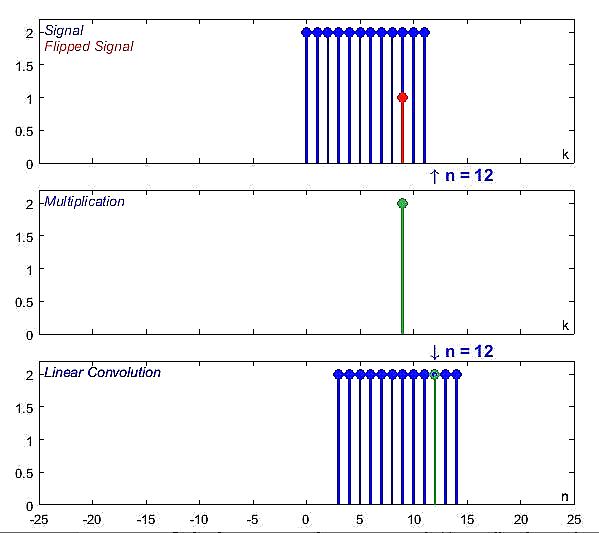 2
Signal
Flipped Signal
1.5
1
0.5
0
k
↑ n = 12
2
Multiplication
1.5
1
0.5
0
k
↓ n = 12
2
Linear Convolution
1.5
1
0.5
0
n
-25 -20 -15 -10 -5 0 5 10 15 20 25